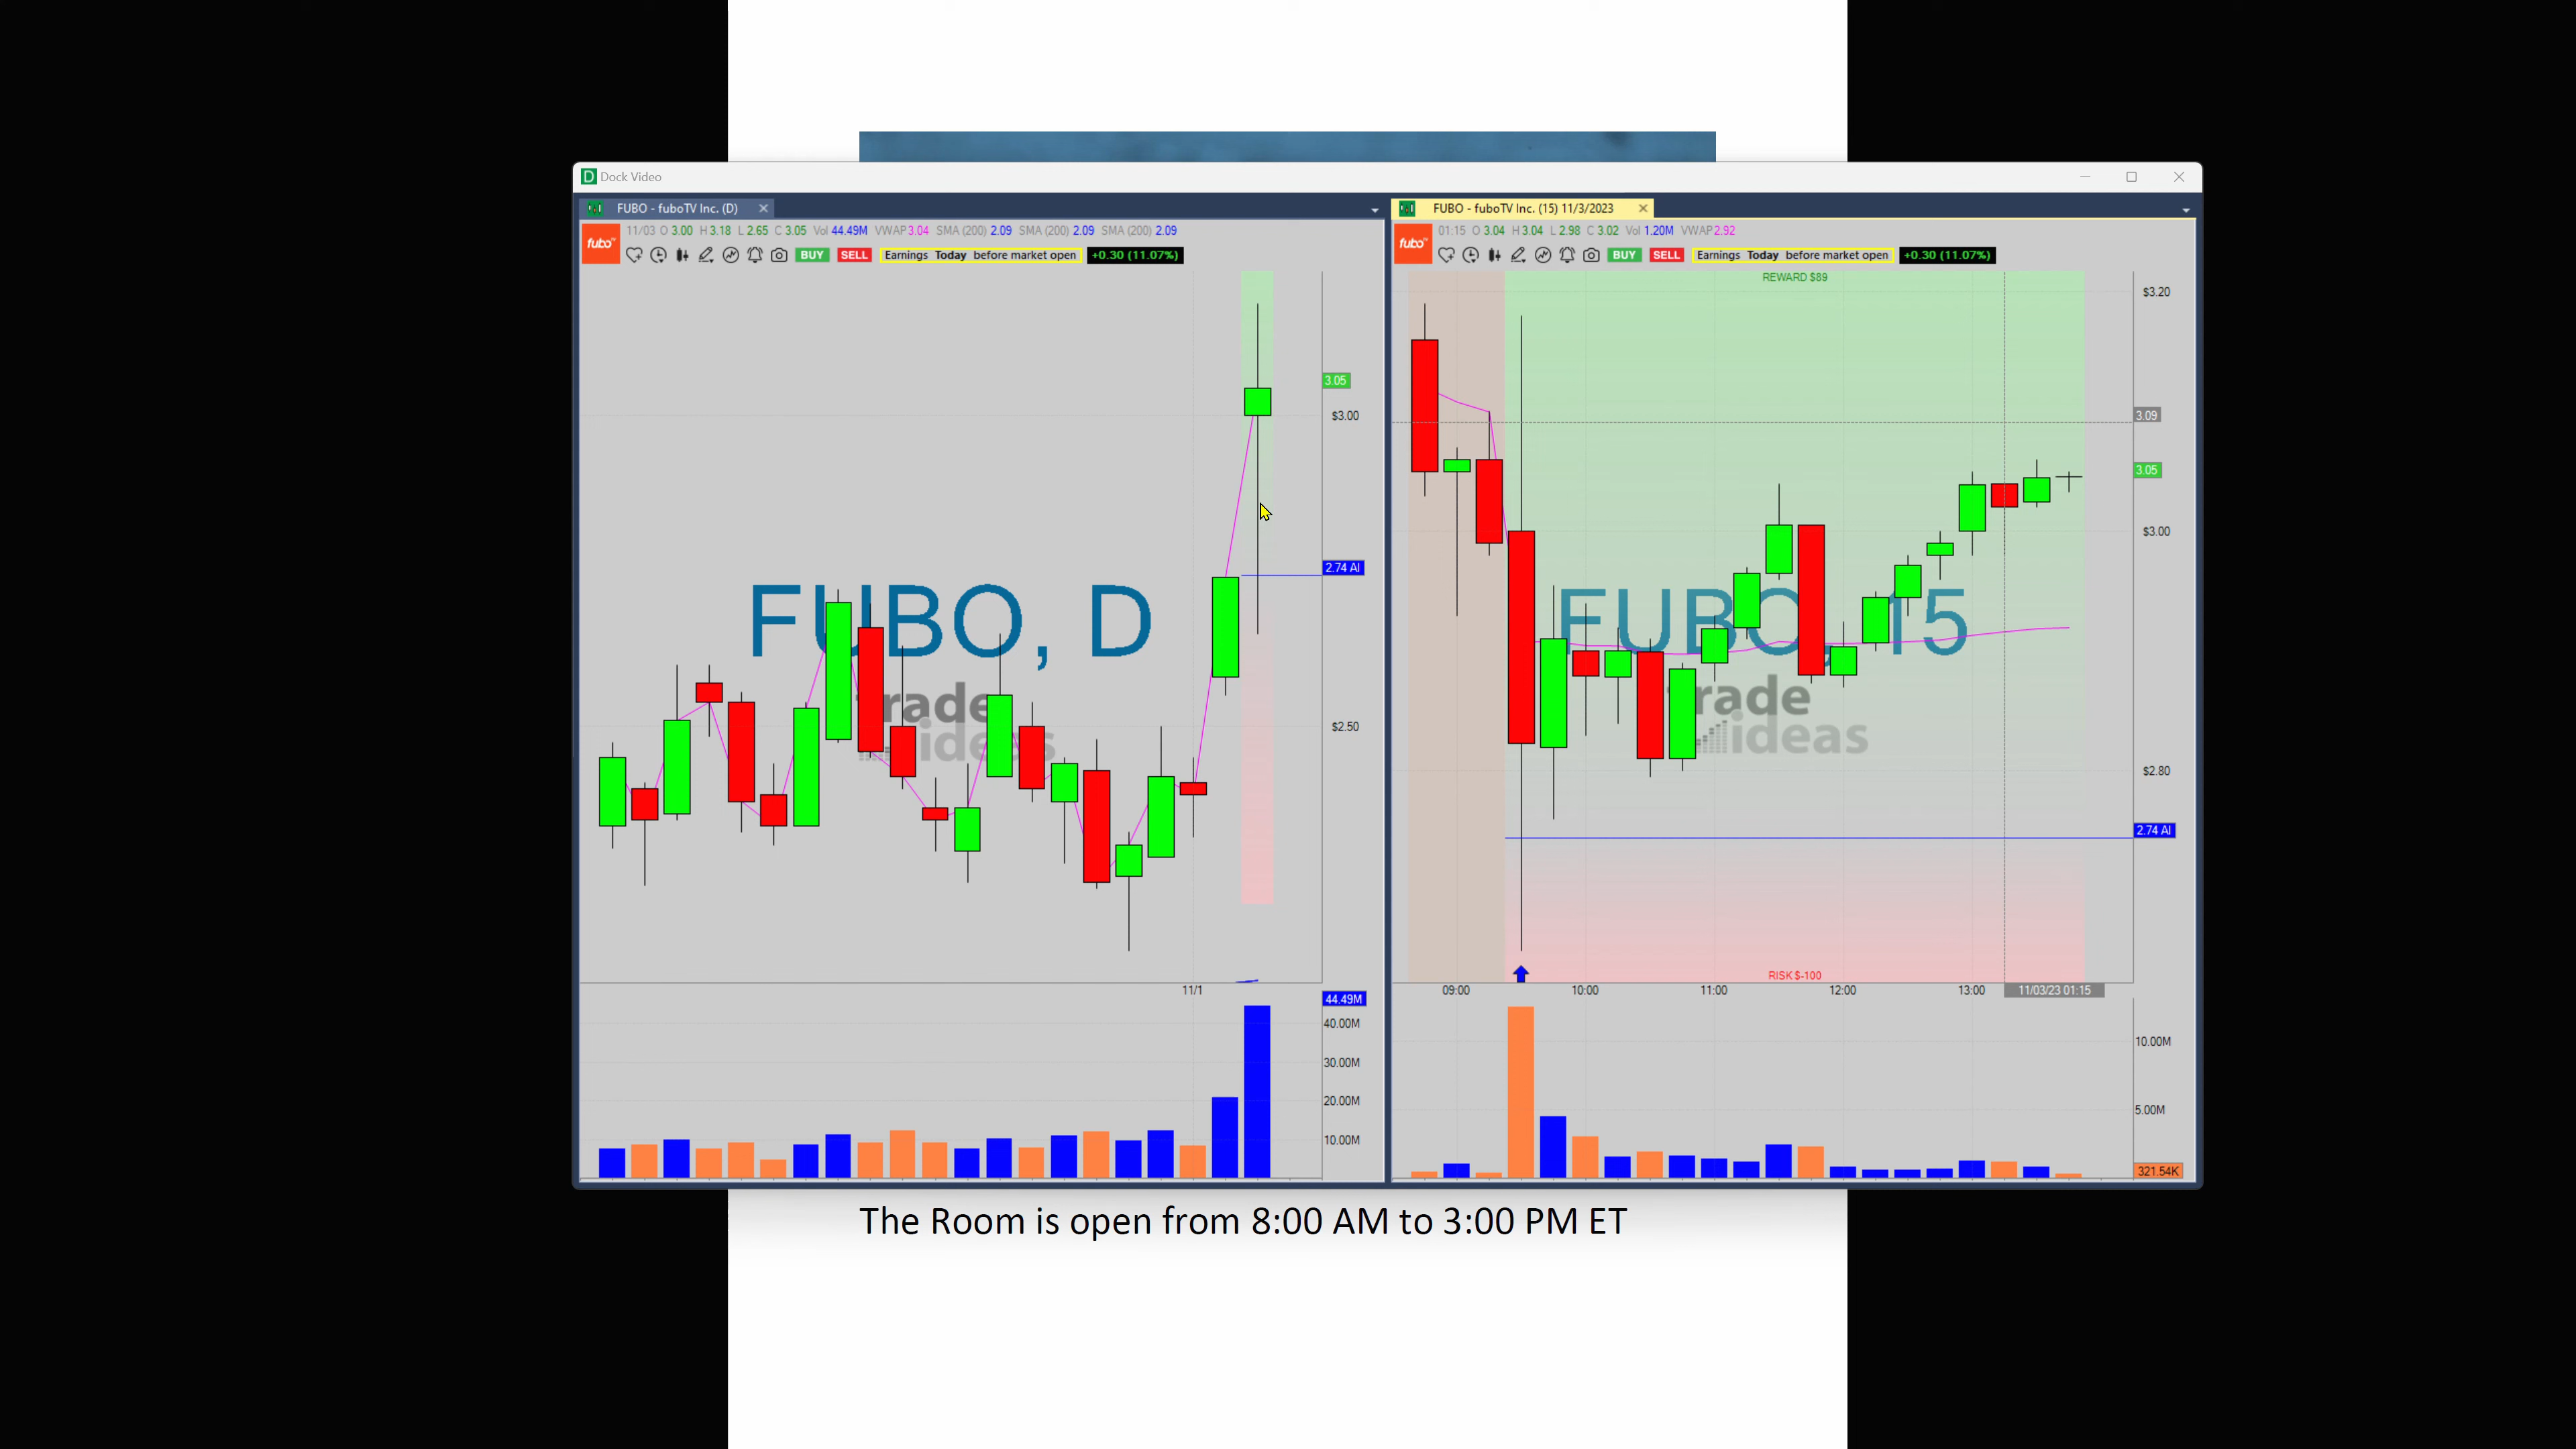 Dock Video
FUBO - fuboTV Inc. (D)
fubo
11/03 O 3.00 H 3.18 L 2.65 C 3.05 Vol 44.49M VWAP 3.04 SMA (200) 2.09 SMA (200) 2.09 SMA (200) 2.09
BUY SELL Earnings Today before market open +0.30 (11.07%)
3.05
$3.00
2.74 AI
FUBO, D
$2.50
ideas
11/1
44.49M
40.00M
30.00M
20.00M
10.00M
FUBO - fuboTV Inc. (15) 11/3/2023
fubo
01:15 O 3.04 H 3.04 L 2.98 C 3.02 Vol 1.20M VWAP 2.92
BUY SELL Earnings Today before market open +0.30 (11.07%)
REWARD $89
$3.20
3.09
3.05
$3.00
FUBO, 15
trade
ideas
$2.80
2.74 AI
RISK $-100
09:00 10:00 11:00 12:00 13:00 11/03/23 01:15
10.00M
5.00M
321.54K
The Room is open from 8:00 AM to 3:00 PM ET